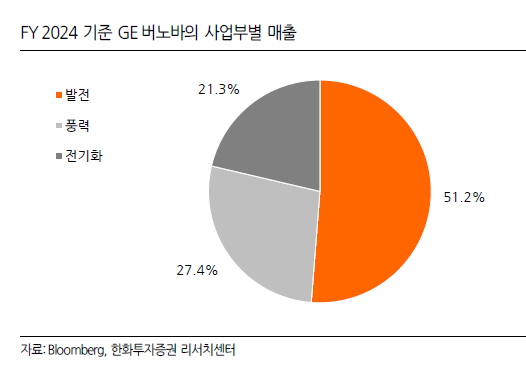 FY 2024 기준 GE 버노바의 사업부별 매출
발전
풍력
전기화
21.3%
51.2%
27.4%
자료: Bloomberg, 한화투자증권 리서치센터